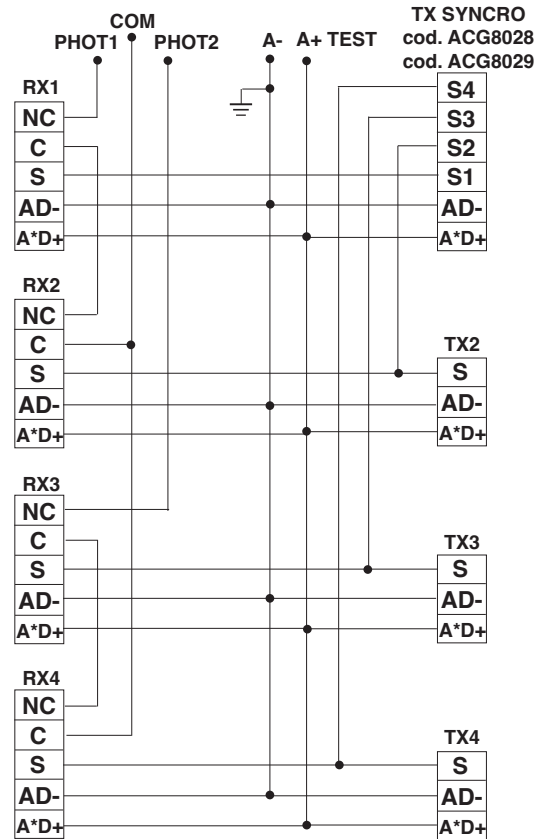 COM
PHOT1
PHOT2
A-
A+ TEST
TX SYNCRO
cod. ACG8028
cod. ACG8029
RX1
NC
C
S
AD-
A*D+
S4
S3
S2
S1
AD-
A*D+
RX2
NC
C
S
AD-
A*D+
TX2
S
AD-
A*D+
RX3
NC
C
S
AD-
A*D+
TX3
S
AD-
A*D+
RX4
NC
C
S
AD-
A*D+
TX4
S
AD-
A*D+